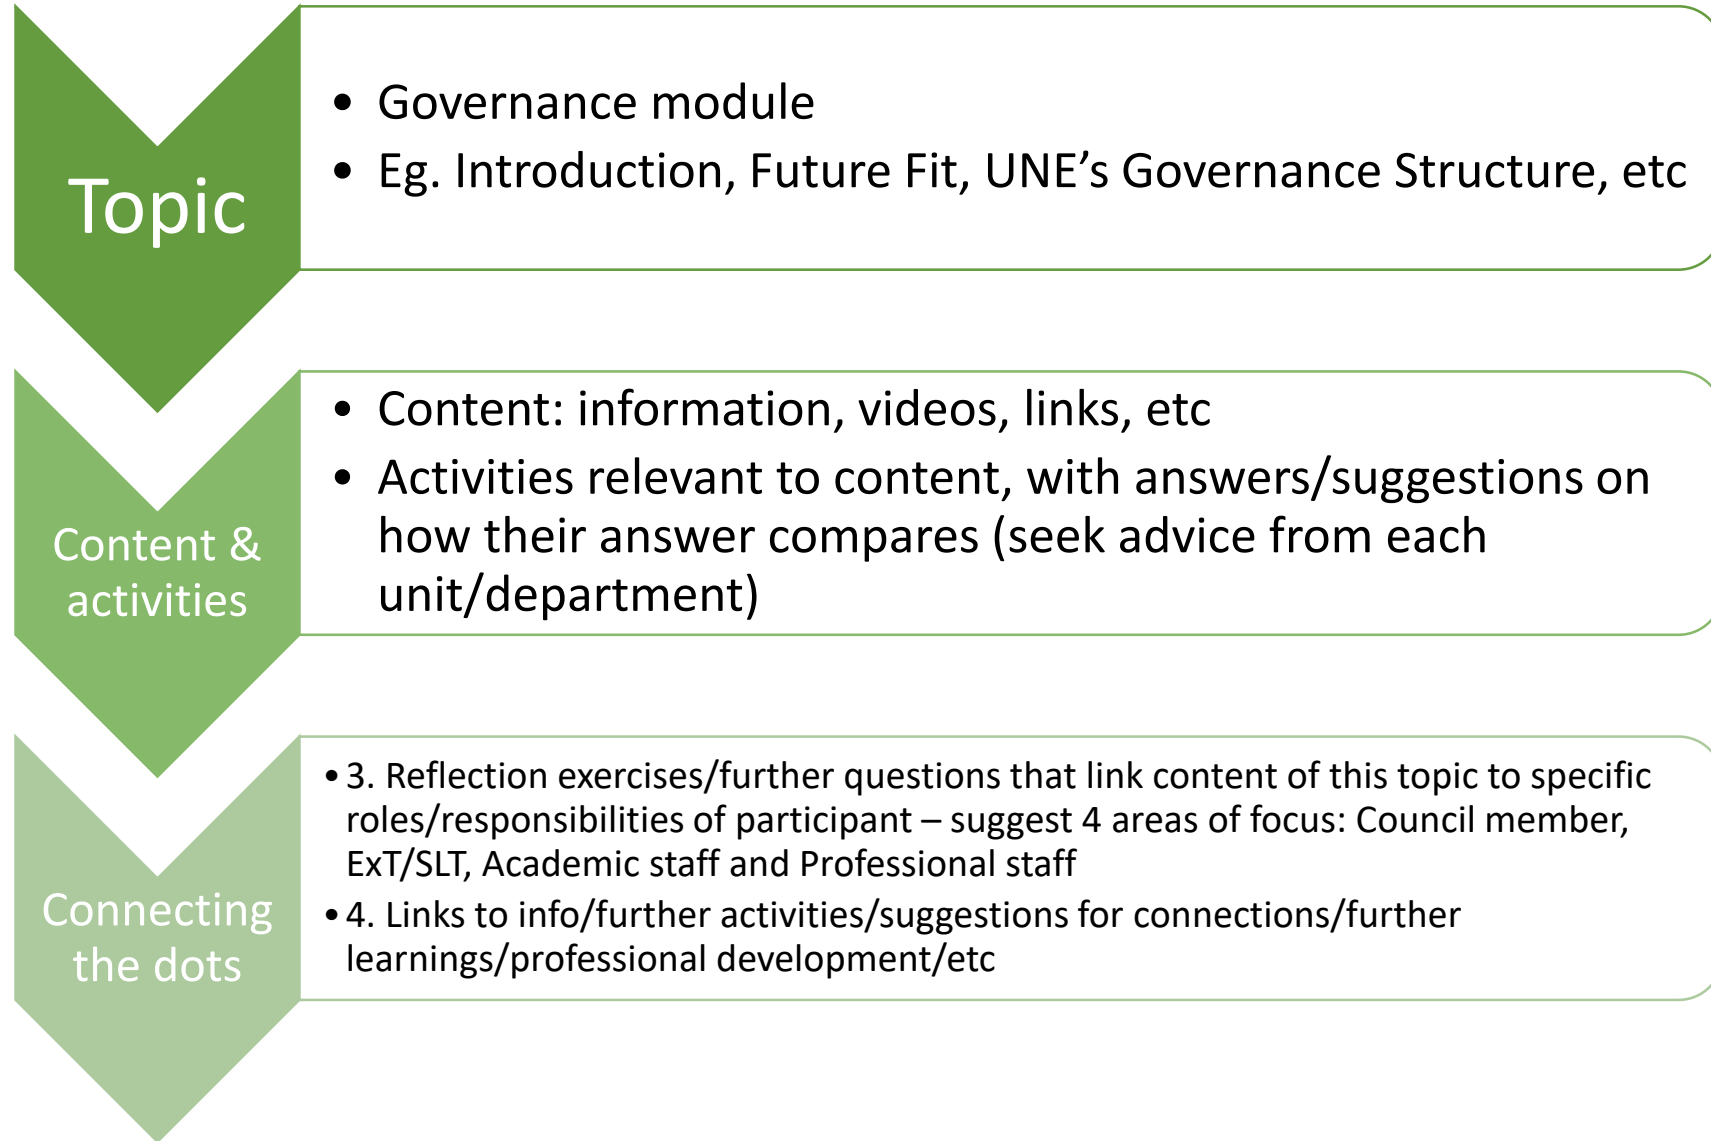 Topic
• Governance module
• Eg. Introduction, Future Fit, UNE’s Governance Structure, etc
Content &
activities
• Content: information, videos, links, etc
• Activities relevant to content, with answers/suggestions on
how their answer compares (seek advice from each
unit/department)
Connecting
the dots
• 3. Reflection exercises/further questions that link content of this topic to specific
roles/responsibilities of participant – suggest 4 areas of focus: Council member,
ExT/SLT, Academic staff and Professional staff
• 4. Links to info/further activities/suggestions for connections/further
learnings/professional development/etc